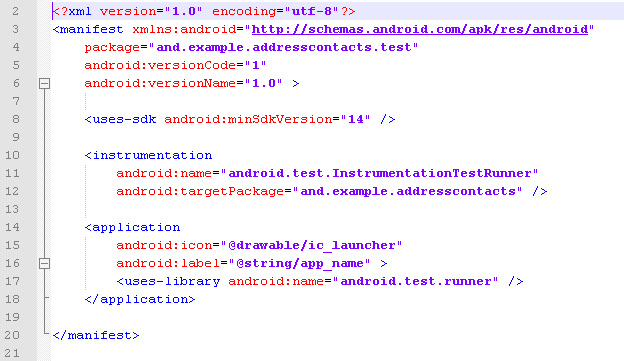 2 <?xml version="1.0" encoding="utf-8"?>
3 <manifest xmlns:android="http://schemas.android.com/apk/res/android"
4     package="and.example.addresscontacts.test"
5     android:versionCode="1"
6     android:versionName="1.0" >
7
8     <uses-sdk android:minSdkVersion="14" />
9
10     <instrumentation
11         android:name="android.test.InstrumentationTestRunner"
12         android:targetPackage="and.example.addresscontacts" />
13
14     <application
15         android:icon="@drawable/ic_launcher"
16         android:label="@string/app_name" >
17         <uses-library android:name="android.test.runner" />
18     </application>
19
20 </manifest>
21